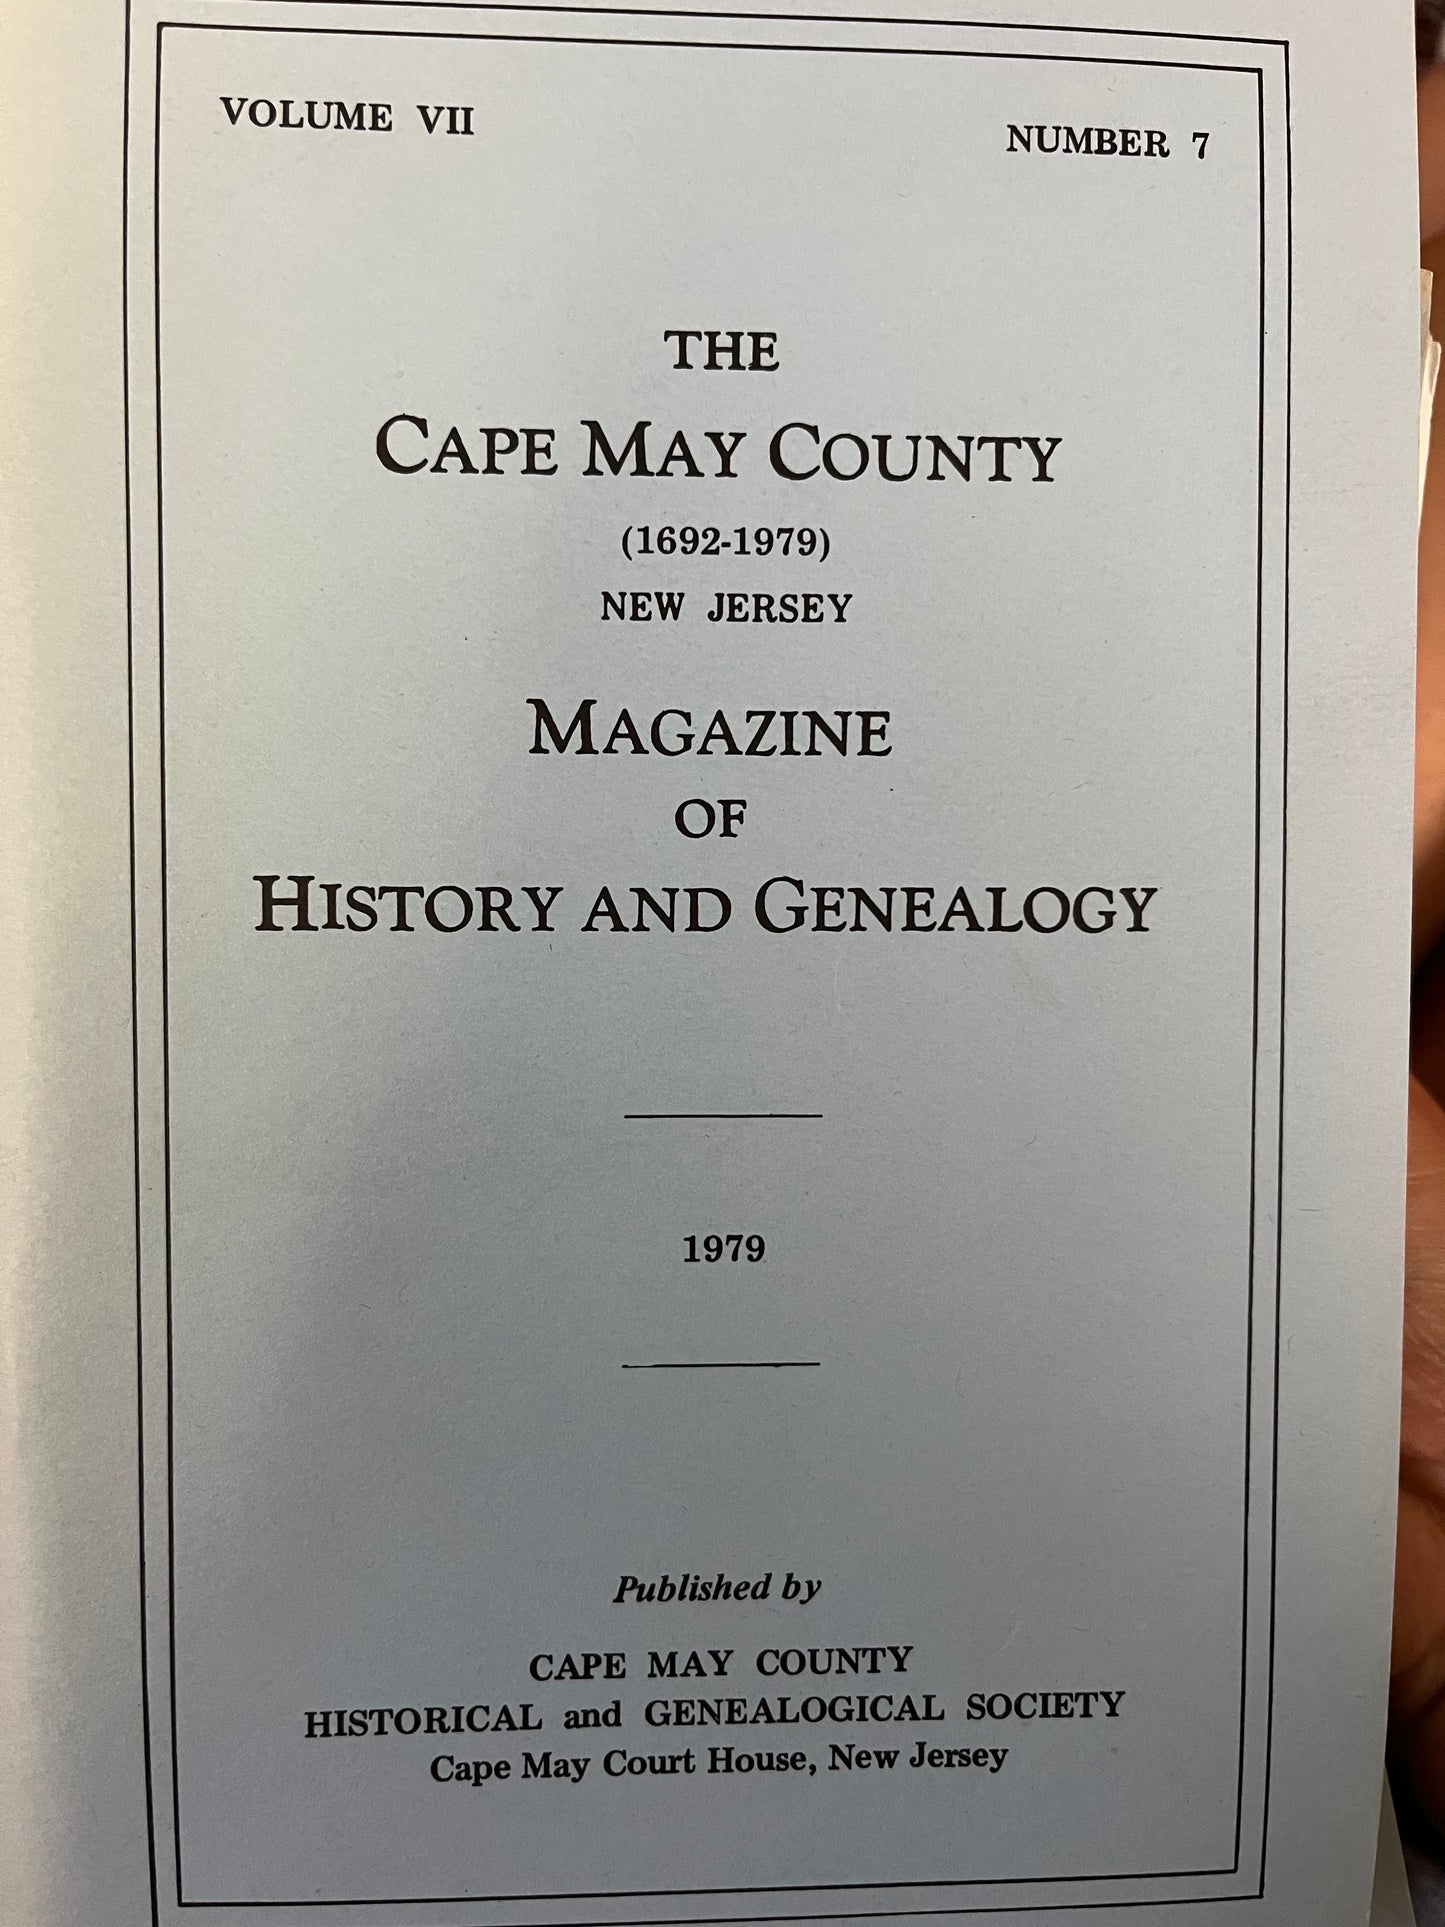 VOLUME VII
NUMBER 7
THE
CAPE MAY COUNTY
(1692-1979)
NEW JERSEY
MAGAZINE
OF
HISTORY AND GENEALOGY
1979
Published by
CAPE MAY COUNTY
HISTORICAL and GENEALOGICAL SOCIETY
Cape May Court House, New Jersey